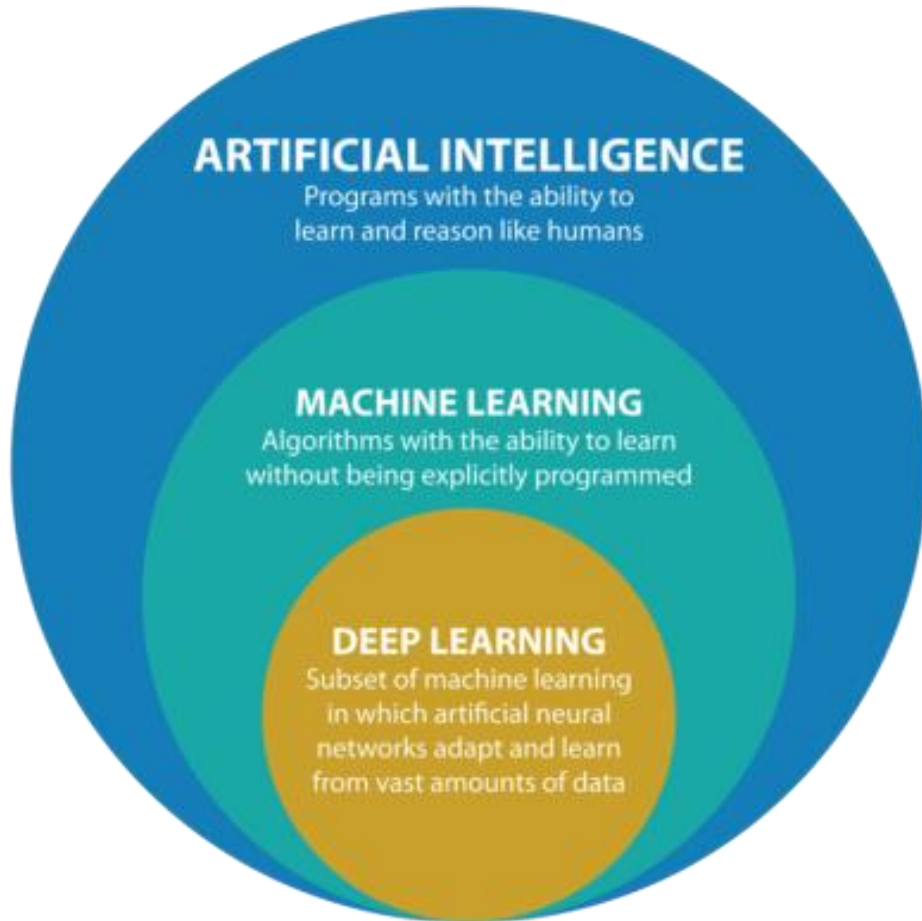 ARTIFICIAL INTELLIGENCE
Programs with the ability to
learn and reason like humans
MACHINE LEARNING
Algorithms with the ability to learn
without being explicitly programmed
DEEP LEARNING
Subset of machine learning
in which artificial neural
networks adapt and learn
from vast amounts of data